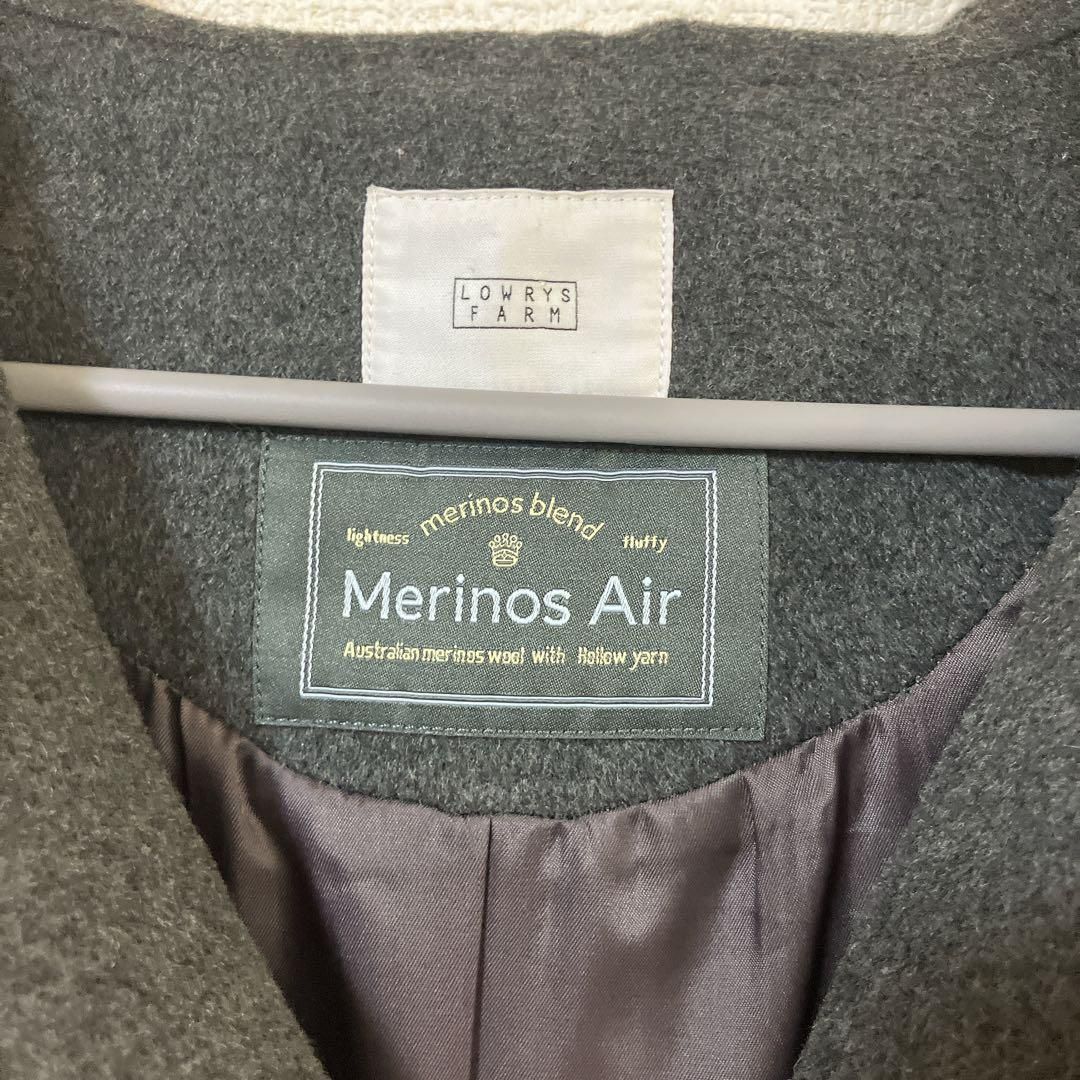 LOWRYS
FARM
merinos blend
lightness fluffy
Merinos Air
Australian merinos wool with Hollow yarn